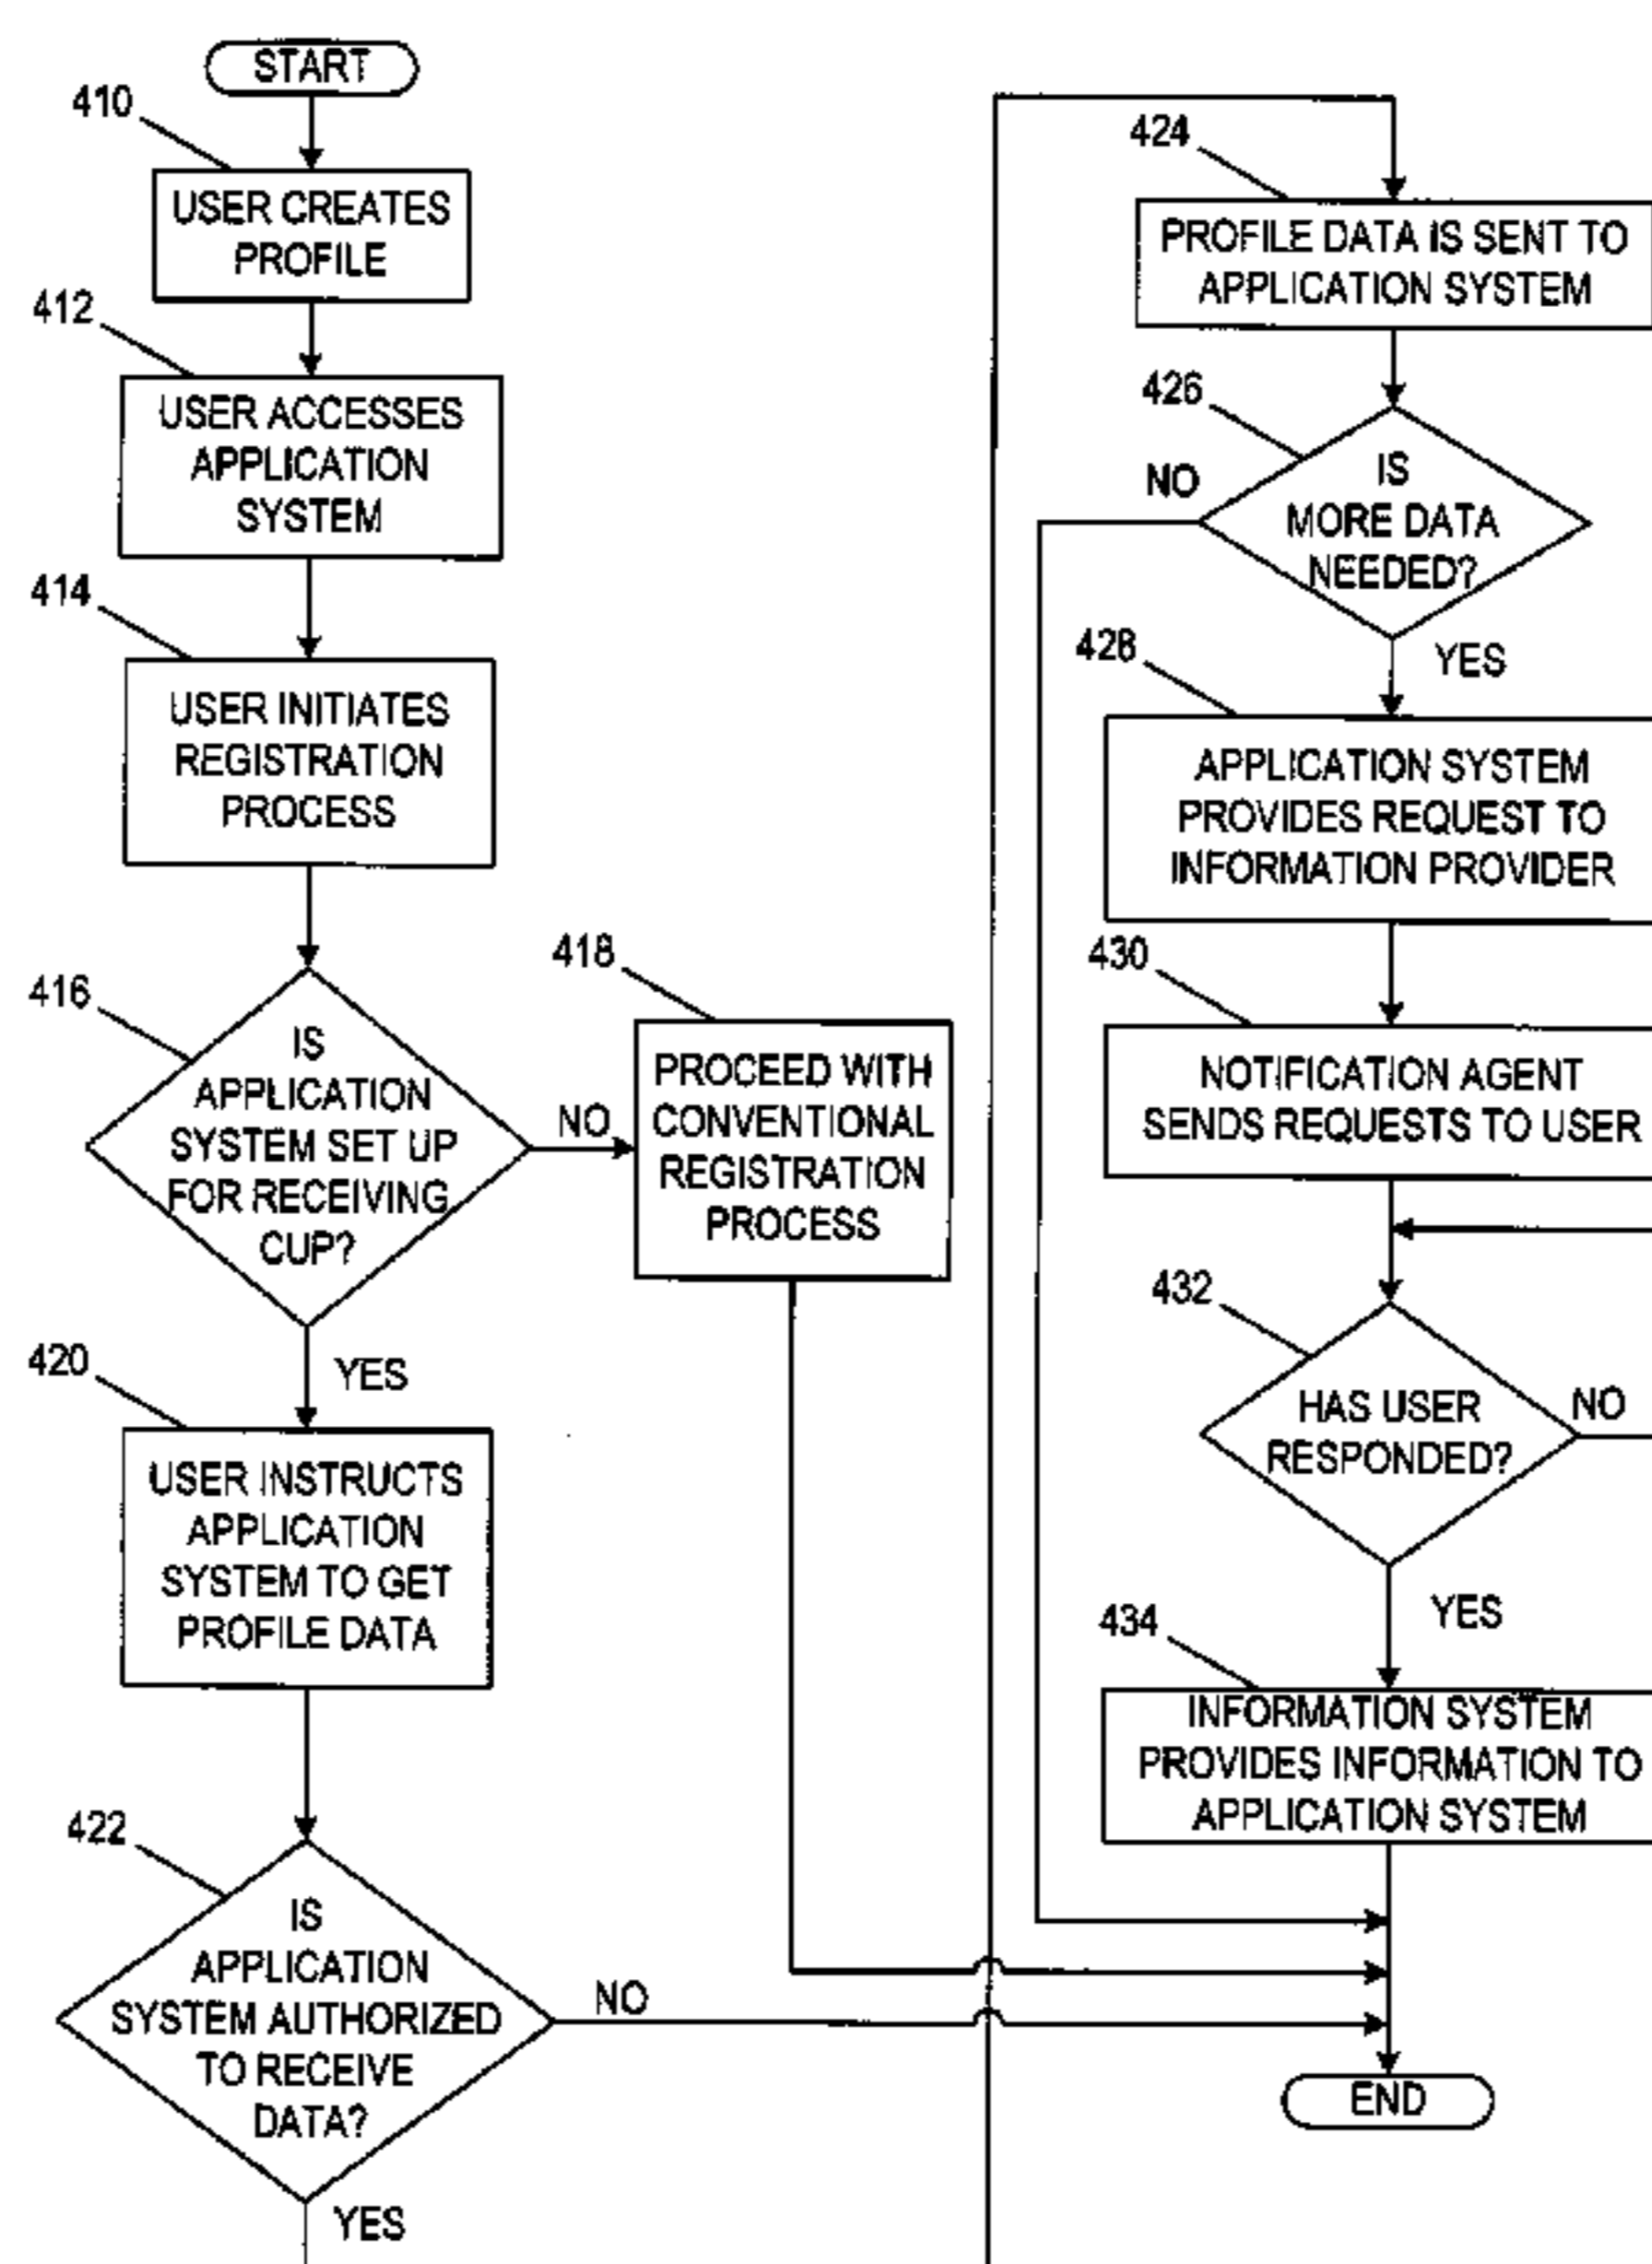 START
410
USER CREATES
PROFILE
412
USER ACCESSES
APPLICATION
SYSTEM
414
USER INITIATES
REGISTRATION
PROCESS
416
IS
APPLICATION
SYSTEM SET UP
FOR RECEIVING
CUP?
NO
418
PROCEED WITH
CONVENTIONAL
REGISTRATION
PROCESS
YES
420
USER INSTRUCTS
APPLICATION
SYSTEM TO GET
PROFILE DATA
422
IS
APPLICATION
SYSTEM AUTHORIZED
TO RECEIVE
DATA?
NO
YES
424
PROFILE DATA IS SENT TO
APPLICATION SYSTEM
426
IS
MORE DATA
NEEDED?
NO
YES
428
APPLICATION SYSTEM
PROVIDES REQUEST TO
INFORMATION PROVIDER
430
NOTIFICATION AGENT
SENDS REQUESTS TO USER
432
HAS USER
RESPONDED?
NO
YES
434
INFORMATION SYSTEM
PROVIDES INFORMATION TO
APPLICATION SYSTEM
END